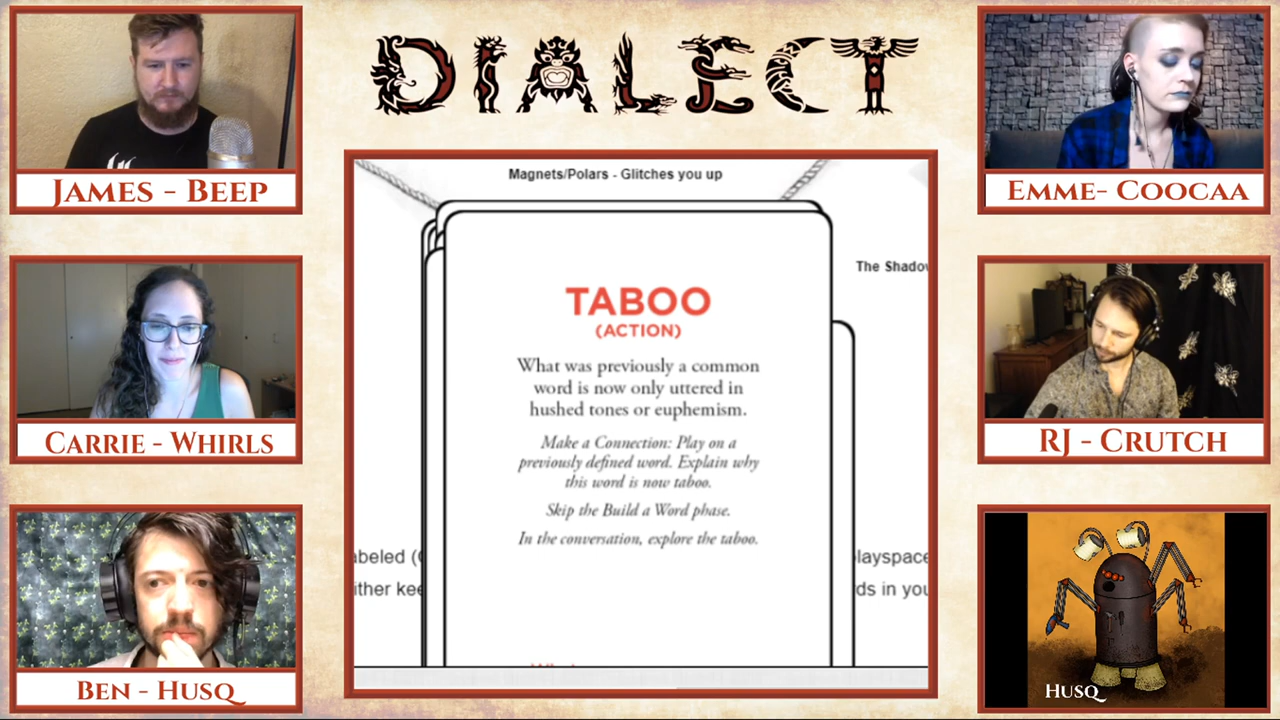 DIALECT
JAMES - BEEP
EMME- COOCAA
CARRIE - WHIRLS
RJ - CRUTCH
BEN - HUSQ
HUSQ
Magnets/Polars - Glitches you up
The Shadow
TABOO
(ACTION)
What was previously a common
word is now only uttered in
hushed tones or euphemism.
Make a Connection: Play on a
previously defined word. Explain why
this word is now taboo.
Skip the Build a Word phase.
In the conversation, explore the taboo.
abeled (
layspace
ither kee
ds in you